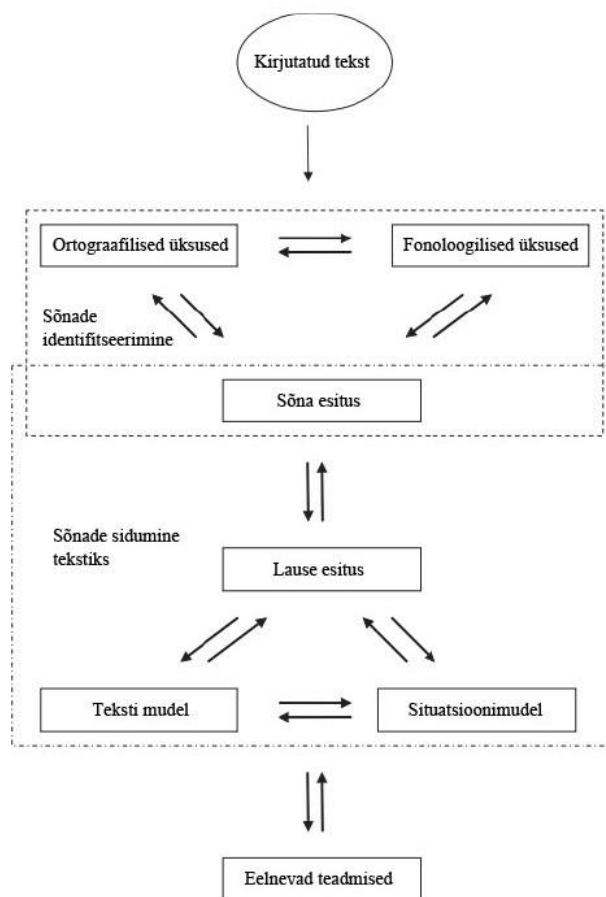 Kirjutatud tekst
Ortograafilised üksused
Fonoloogilised üksused
Sõnade
identifitseerimine
Sõna esitus
Sõnade sidumine
tekstiks
Lause esitus
Teksti mudel
Situatsioonimudel
Eelnevad teadmised